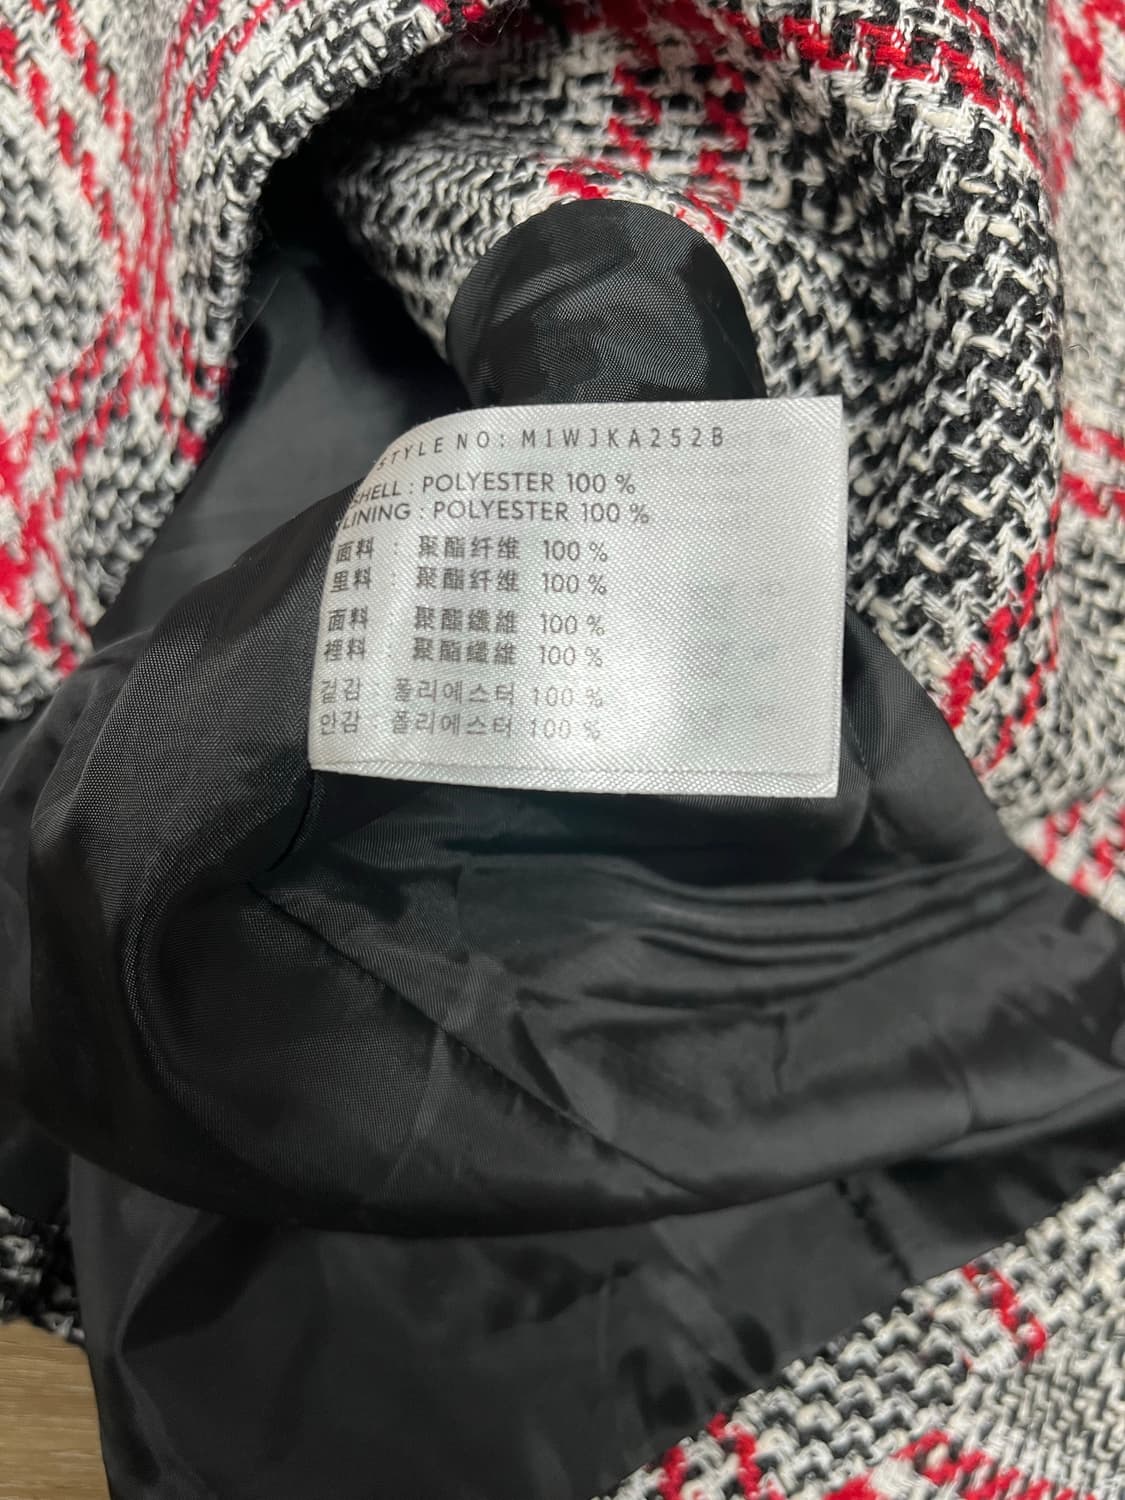 STYLE NO: M1WJKA252B
SHELL : POLYESTER 100 %
LINING : POLYESTER 100 %
面料 : 聚酯纤维 100 %
里料 : 聚酯纤维 100 %
面料 : 聚酯纖維 100 %
裡料 : 聚酯纖維 100 %
겉감 : 폴리에스터 100 %
안감 : 폴리에스터 100 %